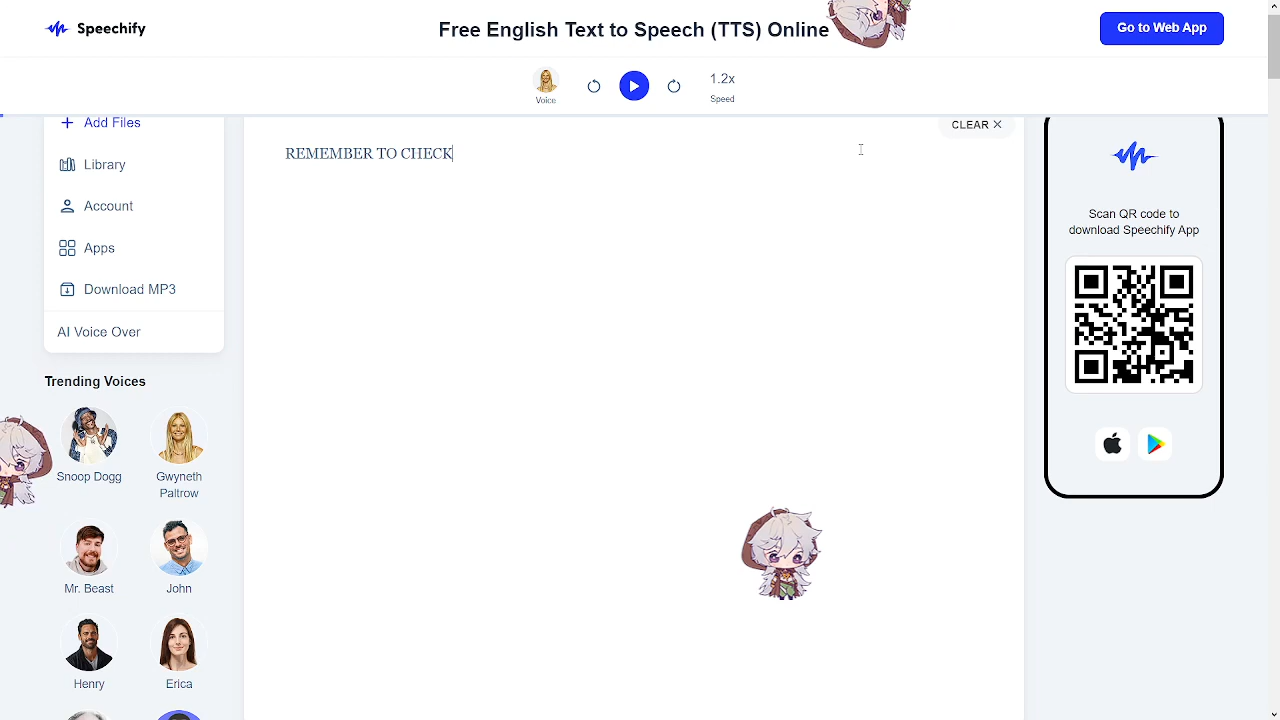 Speechify
Free English Text to Speech (TTS) Online
Go to Web App
Voice
1.2x
Speed
Add Files
Library
Account
Apps
Download MP3
AI Voice Over
Trending Voices
Snoop Dogg
Gwyneth
Paltrow
Mr. Beast
John
Henry
Erica
CLEAR ✕
REMEMBER TO CHECK
Scan QR code to
download Speechify App